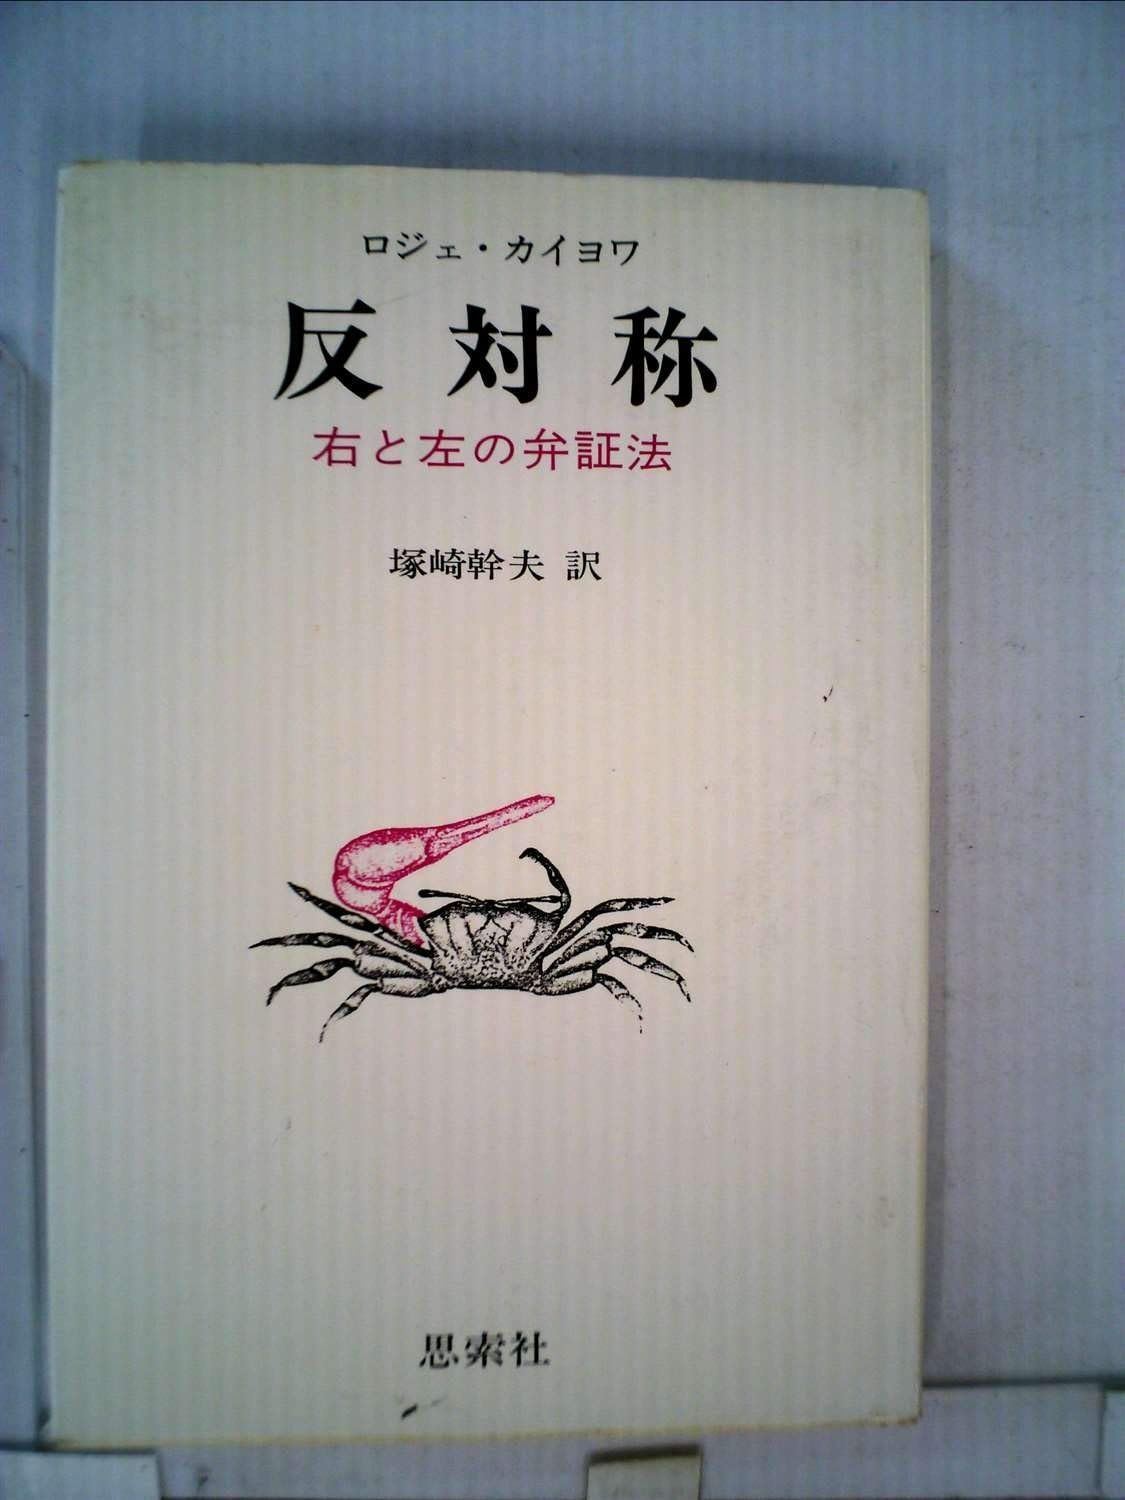 ロジェ・カイヨワ
反対称
右と左の弁証法
塚崎幹夫 訳
思索社